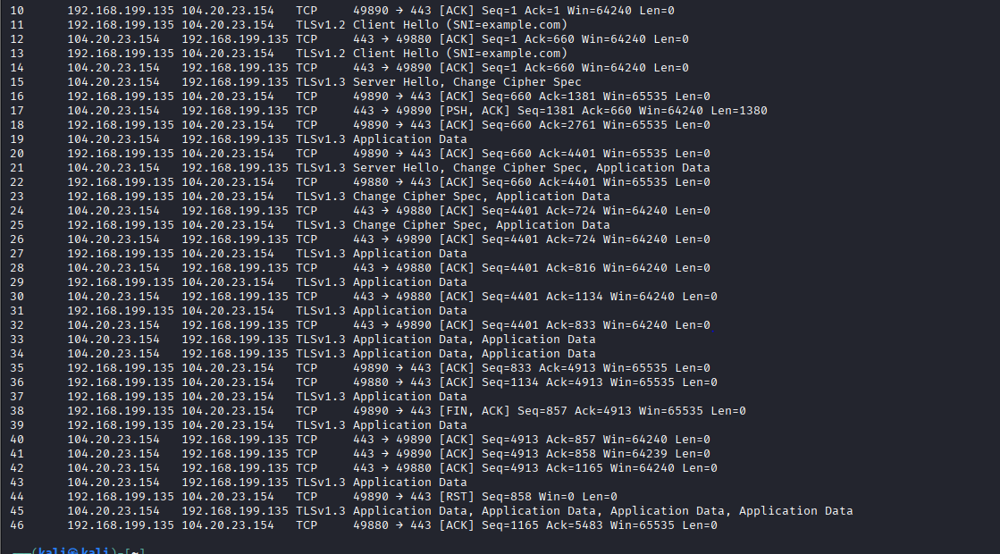 10 192.168.199.135 104.20.23.154 TCP 49890 → 443 [ACK] Seq=1 Ack=1 Win=64240 Len=0
11 192.168.199.135 104.20.23.154 TLSv1.2 Client Hello (SNI=example.com)
12 104.20.23.154 192.168.199.135 TCP 443 → 49880 [ACK] Seq=1 Ack=660 Win=64240 Len=0
13 192.168.199.135 104.20.23.154 TLSv1.2 Client Hello (SNI=example.com)
14 104.20.23.154 192.168.199.135 TCP 443 → 49890 [ACK] Seq=1 Ack=660 Win=64240 Len=0
15 104.20.23.154 192.168.199.135 TLSv1.3 Server Hello, Change Cipher Spec
16 192.168.199.135 104.20.23.154 TCP 49890 → 443 [ACK] Seq=660 Ack=1381 Win=65535 Len=0
17 104.20.23.154 192.168.199.135 TCP 443 → 49890 [PSH, ACK] Seq=1381 Ack=660 Win=64240 Len=1380
18 192.168.199.135 104.20.23.154 TCP 49890 → 443 [ACK] Seq=660 Ack=2761 Win=65535 Len=0
19 104.20.23.154 192.168.199.135 TLSv1.3 Application Data
20 192.168.199.135 104.20.23.154 TCP 49890 → 443 [ACK] Seq=660 Ack=4401 Win=65535 Len=0
21 104.20.23.154 192.168.199.135 TLSv1.3 Server Hello, Change Cipher Spec, Application Data
22 192.168.199.135 104.20.23.154 TCP 49880 → 443 [ACK] Seq=660 Ack=4401 Win=65535 Len=0
23 192.168.199.135 104.20.23.154 TLSv1.3 Change Cipher Spec, Application Data
24 104.20.23.154 192.168.199.135 TCP 443 → 49880 [ACK] Seq=4401 Ack=724 Win=64240 Len=0
25 192.168.199.135 104.20.23.154 TLSv1.3 Change Cipher Spec, Application Data
26 104.20.23.154 192.168.199.135 TCP 443 → 49890 [ACK] Seq=4401 Ack=724 Win=64240 Len=0
27 192.168.199.135 104.20.23.154 TLSv1.3 Application Data
28 104.20.23.154 192.168.199.135 TCP 443 → 49880 [ACK] Seq=4401 Ack=816 Win=64240 Len=0
29 192.168.199.135 104.20.23.154 TLSv1.3 Application Data
30 104.20.23.154 192.168.199.135 TCP 443 → 49880 [ACK] Seq=4401 Ack=1134 Win=64240 Len=0
31 192.168.199.135 104.20.23.154 TLSv1.3 Application Data
32 104.20.23.154 192.168.199.135 TCP 443 → 49890 [ACK] Seq=4401 Ack=833 Win=64240 Len=0
33 104.20.23.154 192.168.199.135 TLSv1.3 Application Data, Application Data
34 104.20.23.154 192.168.199.135 TLSv1.3 Application Data, Application Data
35 192.168.199.135 104.20.23.154 TCP 49890 → 443 [ACK] Seq=833 Ack=4913 Win=65535 Len=0
36 192.168.199.135 104.20.23.154 TCP 49880 → 443 [ACK] Seq=1134 Ack=4913 Win=65535 Len=0
37 192.168.199.135 104.20.23.154 TLSv1.3 Application Data
38 192.168.199.135 104.20.23.154 TCP 49890 → 443 [FIN, ACK] Seq=857 Ack=4913 Win=65535 Len=0
39 192.168.199.135 104.20.23.154 TLSv1.3 Application Data
40 104.20.23.154 192.168.199.135 TCP 443 → 49890 [ACK] Seq=4913 Ack=857 Win=64240 Len=0
41 104.20.23.154 192.168.199.135 TCP 443 → 49890 [ACK] Seq=4913 Ack=858 Win=64239 Len=0
42 104.20.23.154 192.168.199.135 TCP 443 → 49880 [ACK] Seq=4913 Ack=1165 Win=64240 Len=0
43 104.20.23.154 192.168.199.135 TLSv1.3 Application Data
44 192.168.199.135 104.20.23.154 TCP 49890 → 443 [RST] Seq=858 Win=0 Len=0
45 104.20.23.154 192.168.199.135 TLSv1.3 Application Data, Application Data, Application Data, Application Data
46 192.168.199.135 104.20.23.154 TCP 49880 → 443 [ACK] Seq=1165 Ack=5483 Win=65535 Len=0
(kali㉿kali)-[~]